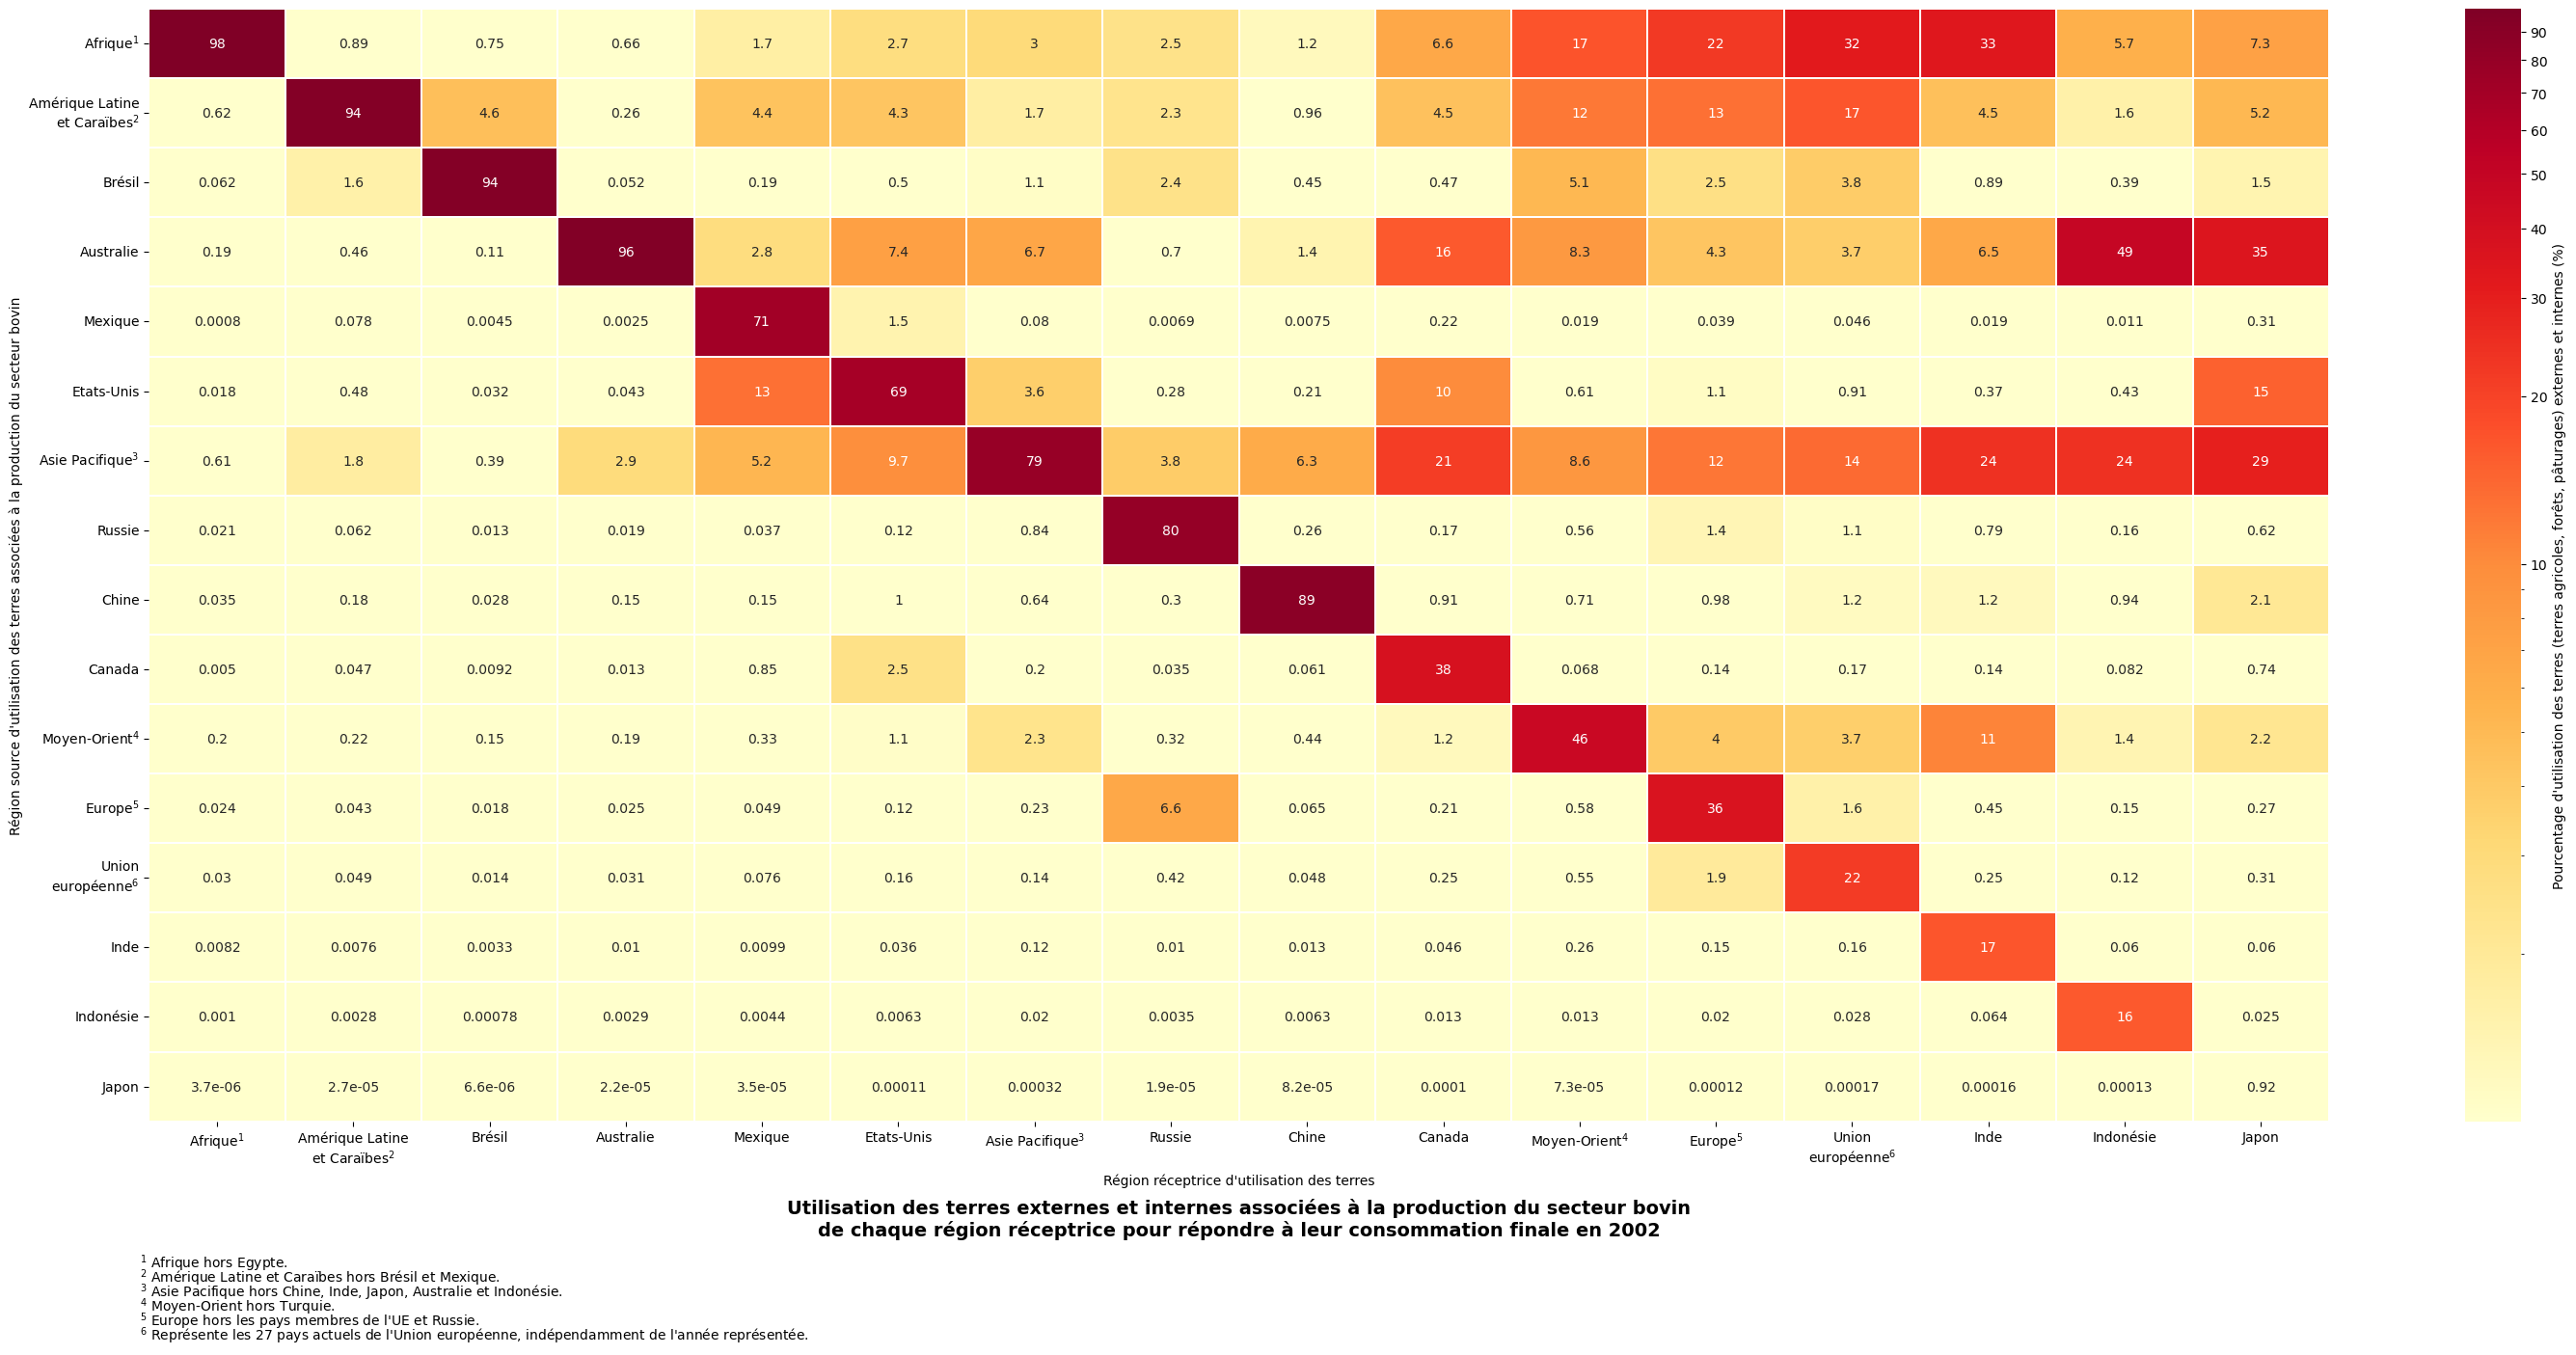 Afrique¹ 98 0.89 0.75 0.66 1.7 2.7 3 2.5 1.2 6.6 17 22 32 33 5.7 7.3
Amérique Latine
et Caraïbes² 0.62 94 4.6 0.26 4.4 4.3 1.7 2.3 0.96 4.5 12 13 17 4.5 1.6 5.2
Brésil 0.062 1.6 94 0.052 0.19 0.5 1.1 2.4 0.45 0.47 5.1 2.5 3.8 0.89 0.39 1.5
Australie 0.19 0.46 0.11 96 2.8 7.4 6.7 0.7 1.4 16 8.3 4.3 3.7 6.5 49 35
Mexique 0.0008 0.078 0.0045 0.0025 71 1.5 0.08 0.0069 0.0075 0.22 0.019 0.039 0.046 0.019 0.011 0.31
Etats-Unis 0.018 0.48 0.032 0.043 13 69 3.6 0.28 0.21 10 0.61 1.1 0.91 0.37 0.43 15
Asie Pacifique³ 0.61 1.8 0.39 2.9 5.2 9.7 79 3.8 6.3 21 8.6 12 14 24 24 29
Russie 0.021 0.062 0.013 0.019 0.037 0.12 0.84 80 0.26 0.17 0.56 1.4 1.1 0.79 0.16 0.62
Chine 0.035 0.18 0.028 0.15 0.15 1 0.64 0.3 89 0.91 0.71 0.98 1.2 1.2 0.94 2.1
Canada 0.005 0.047 0.0092 0.013 0.85 2.5 0.2 0.035 0.061 38 0.068 0.14 0.17 0.14 0.082 0.74
Moyen-Orient⁴ 0.2 0.22 0.15 0.19 0.33 1.1 2.3 0.32 0.44 1.2 46 4 3.7 11 1.4 2.2
Europe⁵ 0.024 0.043 0.018 0.025 0.049 0.12 0.23 6.6 0.065 0.21 0.58 36 1.6 0.45 0.15 0.27
Union
européenne⁶ 0.03 0.049 0.014 0.031 0.076 0.16 0.14 0.42 0.048 0.25 0.55 1.9 22 0.25 0.12 0.31
Inde 0.0082 0.0076 0.0033 0.01 0.0099 0.036 0.12 0.01 0.013 0.046 0.26 0.15 0.16 17 0.06 0.06
Indonésie 0.001 0.0028 0.00078 0.0029 0.0044 0.0063 0.02 0.0035 0.0063 0.013 0.013 0.02 0.028 0.064 16 0.025
Japon 3.7e-06 2.7e-05 6.6e-06 2.2e-05 3.5e-05 0.00011 0.00032 1.9e-05 8.2e-05 0.0001 7.3e-05 0.00012 0.00017 0.00016 0.00013 0.92
Région source d'utilisation des terres associées à la production du secteur bovin
Afrique¹ Amérique Latine Brésil Australie Mexique Etats-Unis Asie Pacifique³ Russie Chine Canada Moyen-Orient⁴ Europe⁵ Union Inde Indonésie Japon
et Caraïbes² européenne⁶
Région réceptrice d'utilisation des terres
90
80
70
60
50
40
30
20
10
Pourcentage d'utilisation des terres (terres agricoles, forêts, pâturages) externes et internes (%)
Utilisation des terres externes et internes associées à la production du secteur bovin
de chaque région réceptrice pour répondre à leur consommation finale en 2002
¹ Afrique hors Egypte.
² Amérique Latine et Caraïbes hors Brésil et Mexique.
³ Asie Pacifique hors Chine, Inde, Japon, Australie et Indonésie.
⁴ Moyen-Orient hors Turquie.
⁵ Europe hors les pays membres de l'UE et Russie.
⁶ Représente les 27 pays actuels de l'Union européenne, indépendamment de l'année représentée.